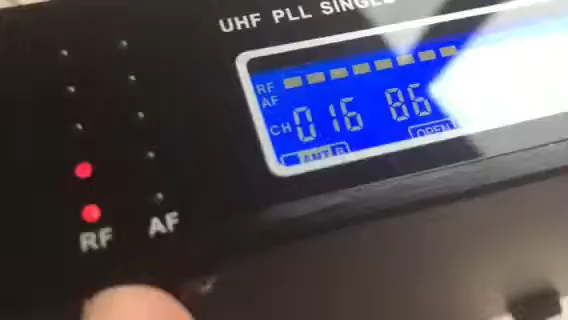 UHF PLL SINGLE
RF
AF
CH 016 86
OPEN
ANT B
RF AF